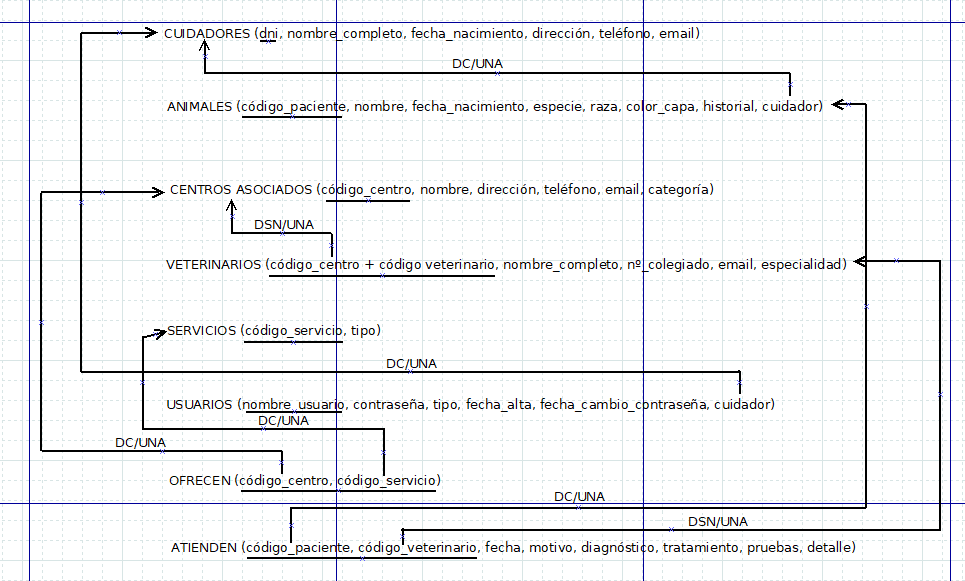 CUIDADORES (dni, nombre_completo, fecha_nacimiento, dirección, teléfono, email)
DC/UNA
ANIMALES (código_paciente, nombre, fecha_nacimiento, especie, raza, color_capa, historial, cuidador)
CENTROS ASOCIADOS (código_centro, nombre, dirección, teléfono, email, categoría)
DSN/UNA
VETERINARIOS (código_centro + código veterinario, nombre_completo, nº_colegiado, email, especialidad)
SERVICIOS (código_servicio, tipo)
DC/UNA
USUARIOS (nombre_usuario, contraseña, tipo, fecha_alta, fecha_cambio_contraseña, cuidador)
DC/UNA
DC/UNA
OFRECEN (código_centro, código_servicio)
DC/UNA
DSN/UNA
ATIENDEN (código_paciente, código_veterinario, fecha, motivo, diagnóstico, tratamiento, pruebas, detalle)